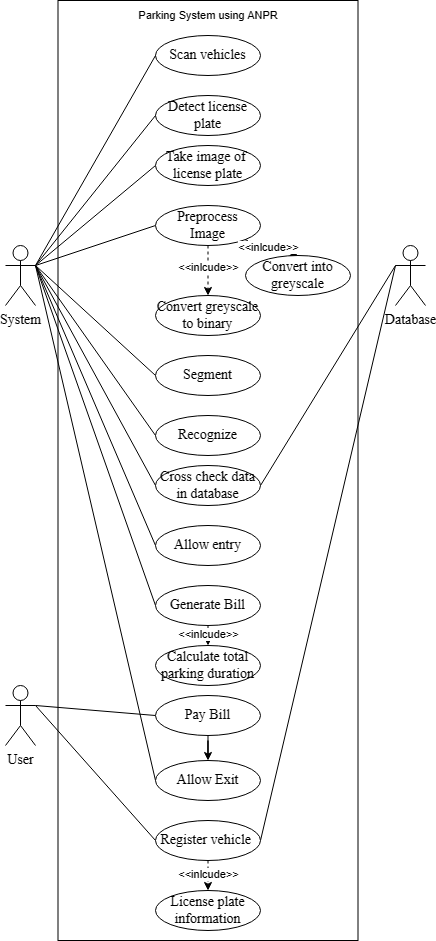 Parking System using ANPR
Scan vehicles
Detect license
plate
Take image of
license plate
Preprocess
Image
<<inlcude>>
<<inlcude>>
Convert into
greyscale
Convert greyscale
to binary
System
Database
Segment
Recognize
Cross check data
in database
Allow entry
Generate Bill
<<inlcude>>
Calculate total
parking duration
Pay Bill
User
Allow Exit
Register vehicle
<<inlcude>>
License plate
information